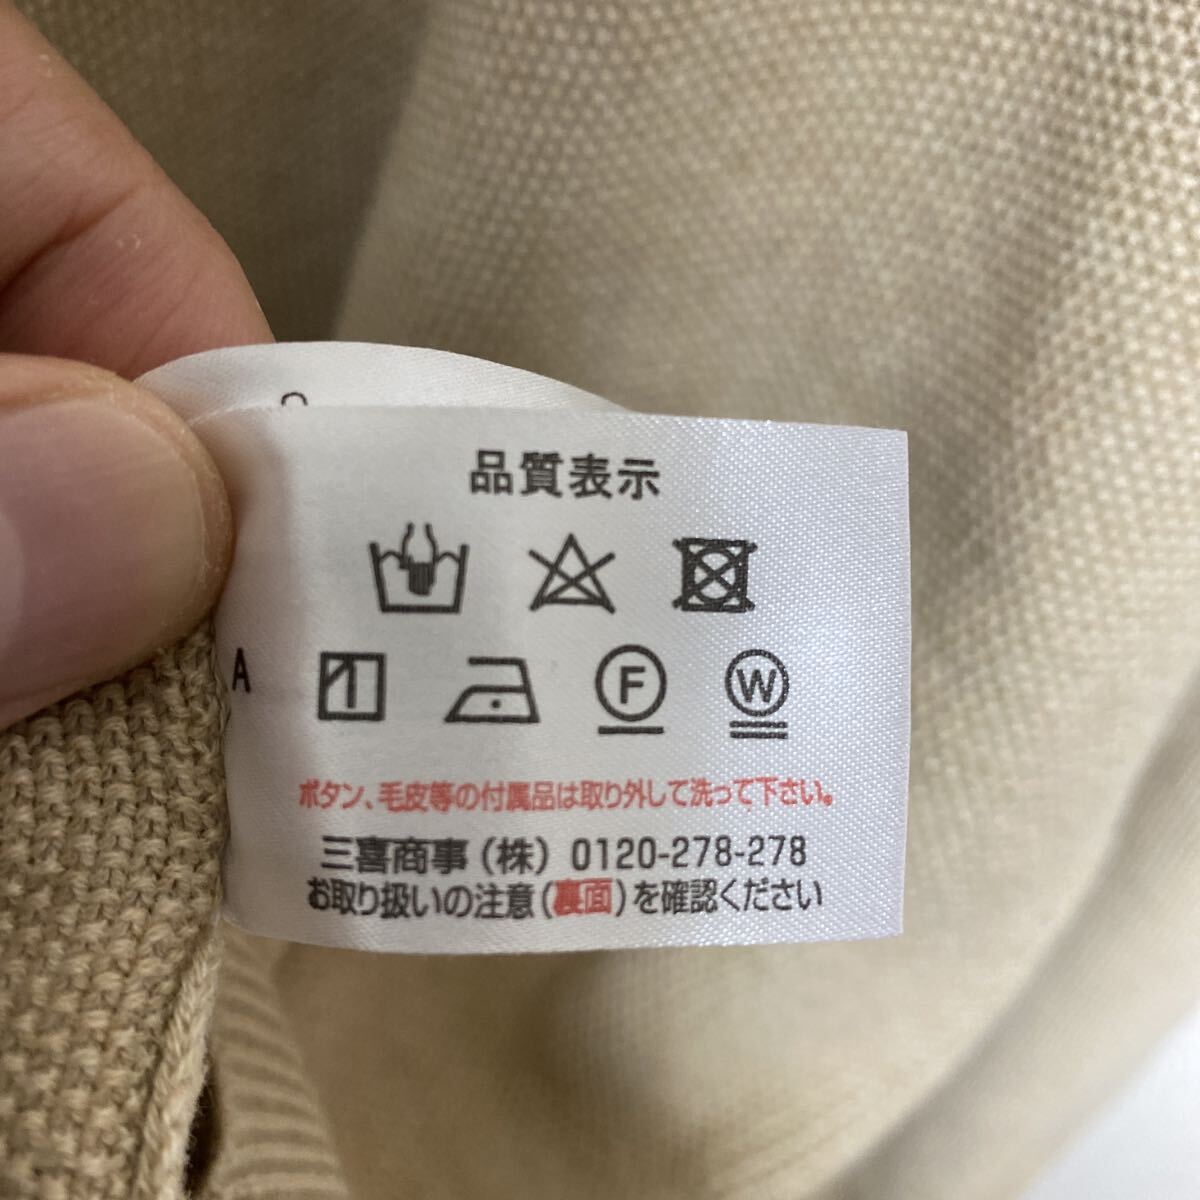 品質表示
A
F W
ボタン、毛皮等の付属品は取り外して洗って下さい。
三喜商事(株) 0120-278-278
お取り扱いの注意(裏面)を確認ください